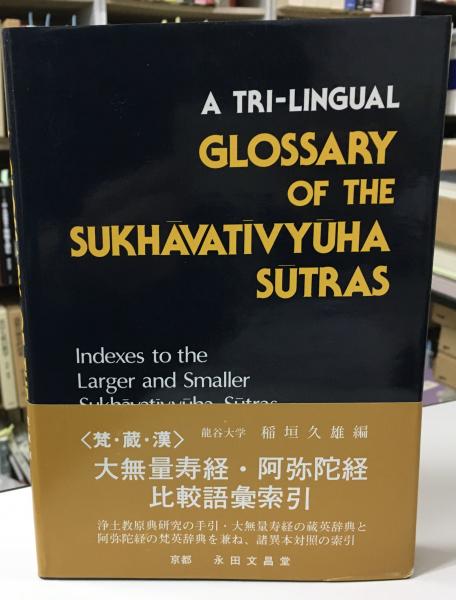 A TRI-LINGUAL
GLOSSARY
OF THE
SUKHĀVATĪVYŪHA
SŪTRAS
Indexes to the
Larger and Smaller
Sukhāvatīvyūha Sūtras
〈梵・蔵・漢〉 龍谷大学 稲垣久雄編
大無量寿経・阿弥陀経
比較語彙索引
浄土教原典研究の手引・大無量寿経の蔵英辞典と
阿弥陀経の梵英辞典を兼ね、諸異本対照の索引
京都 永田文昌堂